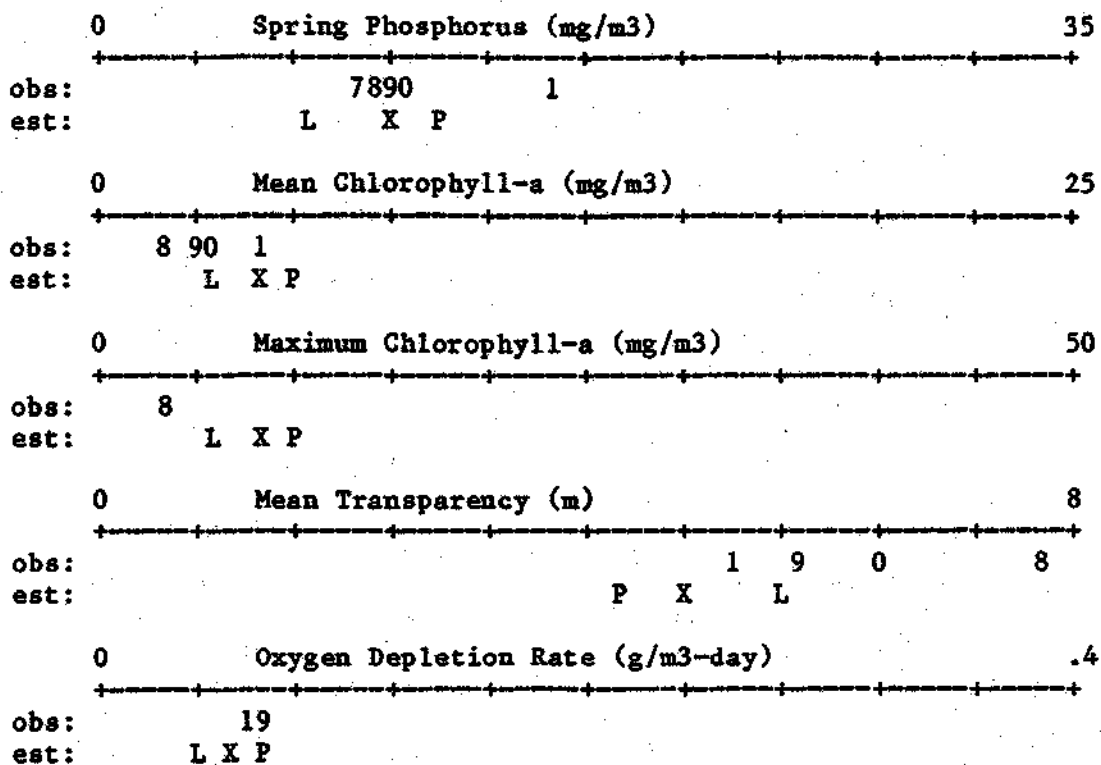 0 Spring Phosphorus (mg/m3) 35
+-----+-----+-----+-----+-----+-----+-----+-----+-----+-----+
obs: 7890 1
est: L X P
0 Mean Chlorophyll-a (mg/m3) 25
+-----+-----+-----+-----+-----+-----+-----+-----+-----+-----+
obs: 8 90 1
est: L X P
0 Maximum Chlorophyll-a (mg/m3) 50
+-----+-----+-----+-----+-----+-----+-----+-----+-----+-----+
obs: 8
est: L X P
0 Mean Transparency (m) 8
+-----+-----+-----+-----+-----+-----+-----+-----+-----+-----+
obs: 1 9 0 8
est: P X L
0 Oxygen Depletion Rate (g/m3-day) .4
+-----+-----+-----+-----+-----+-----+-----+-----+-----+-----+
obs: 19
est: L X P